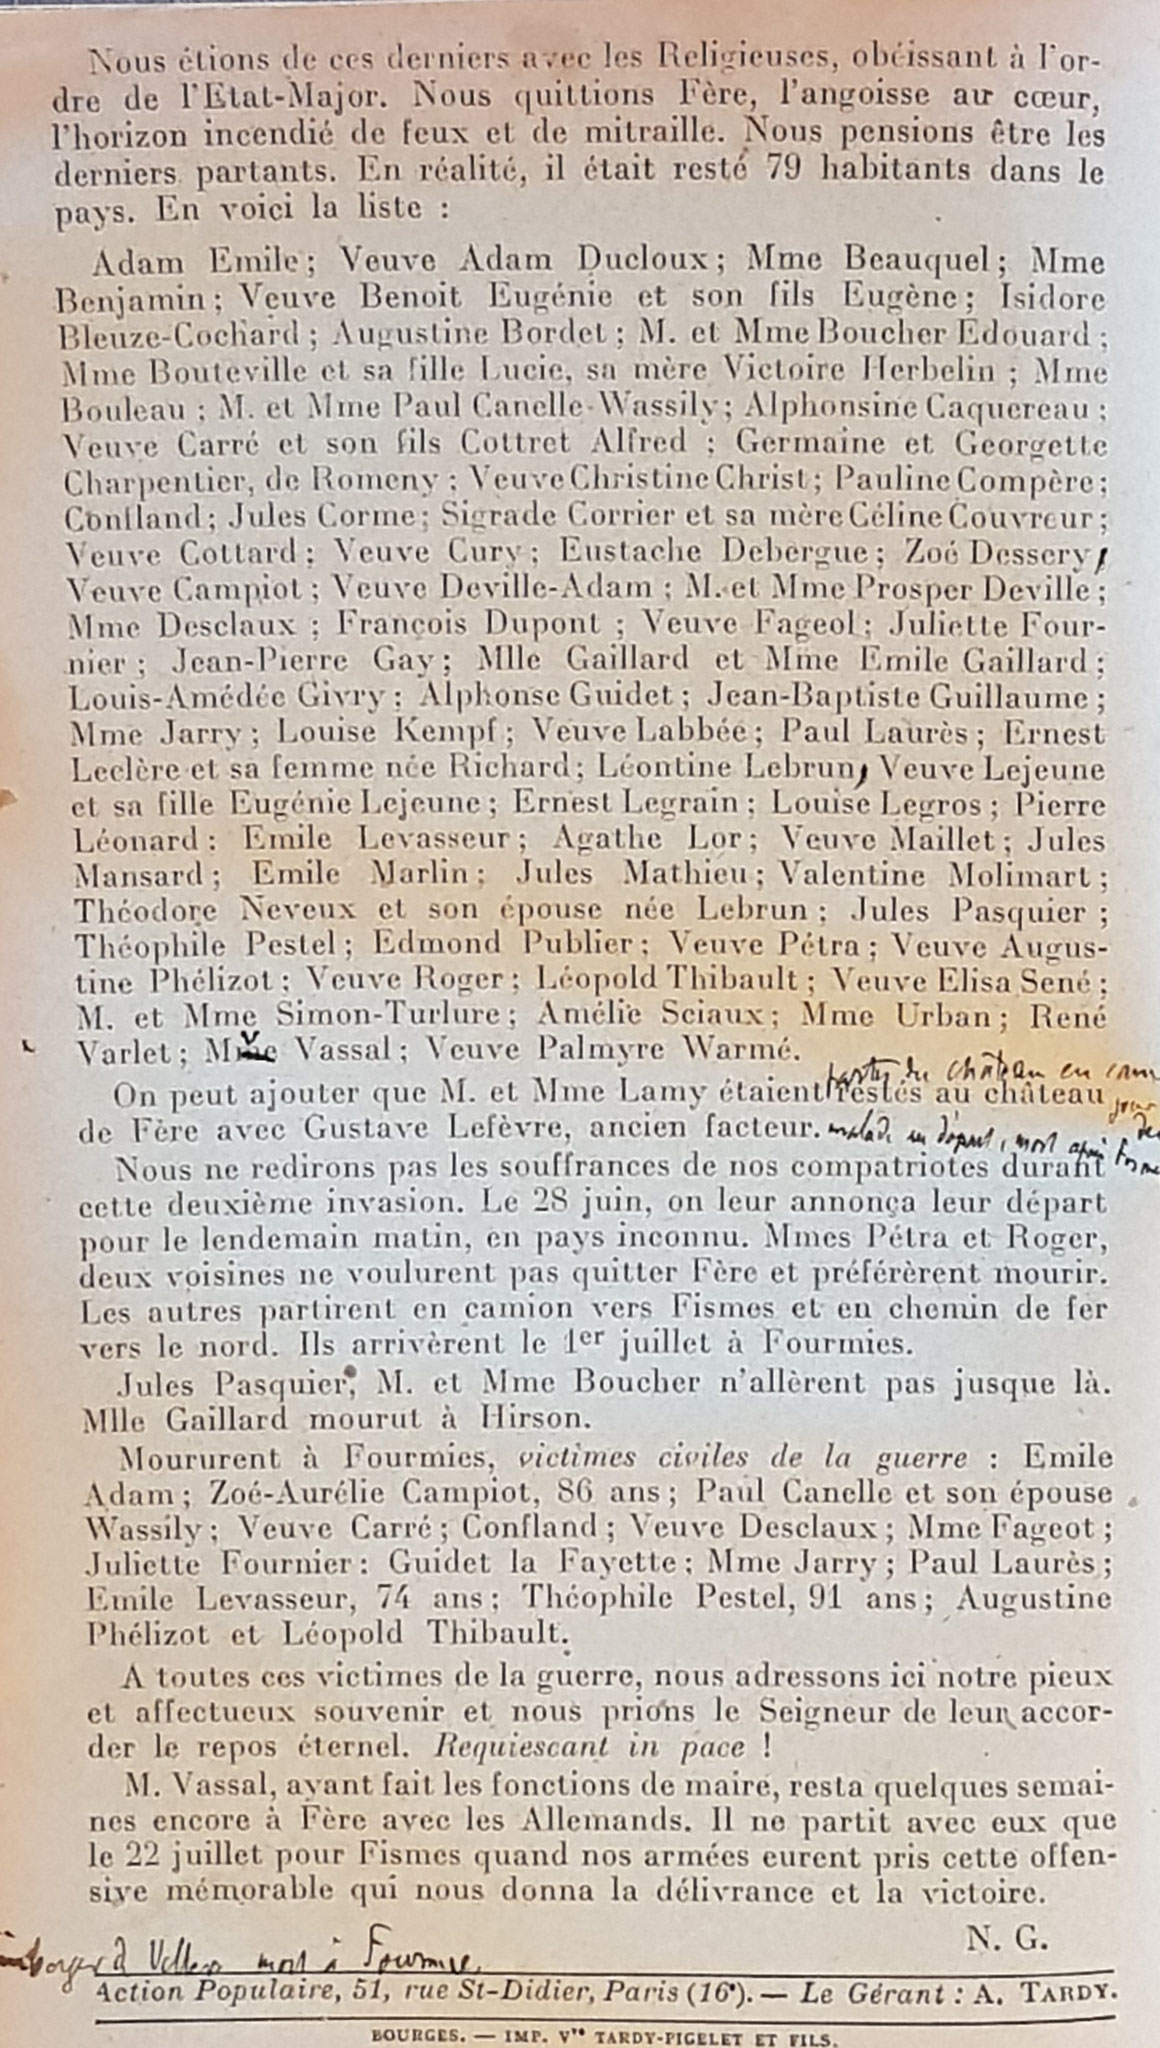 Nous étions de ces derniers avec les Religieuses, obéissant à l'or-
dre de l'Etat-Major. Nous quittions Fère, l'angoisse au cœur,
l'horizon incendié de feux et de mitraille. Nous pensions être les
derniers partants. En réalité, il était resté 79 habitants dans le
pays. En voici la liste :
Adam Emile ; Veuve Adam Ducloux ; Mme Beauquel ; Mme
Benjamin ; Veuve Benoit Eugénie et son fils Eugène ; Isidore
Bleuze-Cochard ; Augustine Bordet ; M. et Mme Boucher Edouard ;
Mme Bouteville et sa fille Lucie, sa mère Victoire Herbelin ; Mme
Bouleau ; M. et Mme Paul Canelle-Wassily ; Alphonsine Caquereau ;
Veuve Carré et son fils Cottret Alfred ; Germaine et Georgette
Charpentier, de Romeny ; Veuve Christine Christ ; Pauline Compère ;
Confland ; Jules Corme ; Sigrade Corrier et sa mère Céline Couvreur ;
Veuve Cottard ; Veuve Cury ; Eustache Debergue ; Zoé Dessery,
Veuve Campiot ; Veuve Deville-Adam ; M. et Mme Prosper Deville ;
Mme Desclaux ; François Dupont ; Veuve Fageol ; Juliette Four-
nier ; Jean-Pierre Gay ; Mlle Gaillard et Mme Emile Gaillard ;
Louis-Amédée Givry ; Alphonse Guidet ; Jean-Baptiste Guillaume ;
Mme Jarry ; Louise Kempf ; Veuve Labbée ; Paul Laurès ; Ernest
Leclère et sa femme née Richard ; Léontine Lebrun, Veuve Lejeune
et sa fille Eugénie Lejeune ; Ernest Legrain ; Louise Legros ; Pierre
Léonard : Emile Levasseur ; Agathe Lor ; Veuve Maillet ; Jules
Mansard ; Emile Marlin ; Jules Mathieu ; Valentine Molimart ;
Théodore Neveux et son épouse née Lebrun ; Jules Pasquier ;
Théophile Pestel ; Edmond Publier ; Veuve Pétra ; Veuve Augus-
tine Phélizot ; Veuve Roger ; Léopold Thibault ; Veuve Elisa Sené ;
M. et Mme Simon-Turlure ; Amélie Sciaux ; Mme Urban ; René
Varlet ; Mme Vassal ; Veuve Palmyre Warmé.
du château en
On peut ajouter que M. et Mme Lamy étaient restés au château
de Fère avec Gustave Lefèvre, ancien facteur. malade au départ, mort après
Nous ne redirons pas les souffrances de nos compatriotes durant
cette deuxième invasion. Le 28 juin, on leur annonça leur départ
pour le lendemain matin, en pays inconnu. Mmes Pétra et Roger,
deux voisines ne voulurent pas quitter Fère et préférèrent mourir.
Les autres partirent en camion vers Fismes et en chemin de fer
vers le nord. Ils arrivèrent le 1er juillet à Fourmies.
Jules Pasquier, M. et Mme Boucher n'allèrent pas jusque là.
Mlle Gaillard mourut à Hirson.
Moururent à Fourmies, victimes civiles de la guerre : Emile
Adam ; Zoé-Aurélie Campiot, 86 ans ; Paul Canelle et son épouse
Wassily ; Veuve Carré ; Confland ; Veuve Desclaux ; Mme Fageot ;
Juliette Fournier : Guidet la Fayette ; Mme Jarry ; Paul Laurès ;
Emile Levasseur, 74 ans ; Théophile Pestel, 91 ans ; Augustine
Phélizot et Léopold Thibault.
A toutes ces victimes de la guerre, nous adressons ici notre pieux
et affectueux souvenir et nous prions le Seigneur de leur accor-
der le repos éternel. Requiescant in pace !
M. Vassal, ayant fait les fonctions de maire, resta quelques semai-
nes encore à Fère avec les Allemands. Il ne partit avec eux que
le 22 juillet pour Fismes quand nos armées eurent pris cette offen-
sive mémorable qui nous donna la délivrance et la victoire.
N. G.
mort à Fourmies.
Action Populaire, 51, rue St-Didier, Paris (16e). — Le Gérant : A. TARDY.
BOURGES. — IMP. Vve TARDY-PIGELET ET FILS.